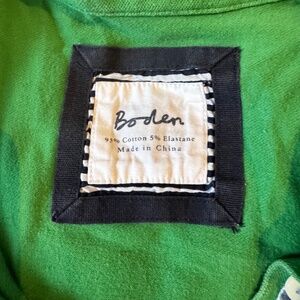 Boden
95% Cotton 5% Elastane
Made in China